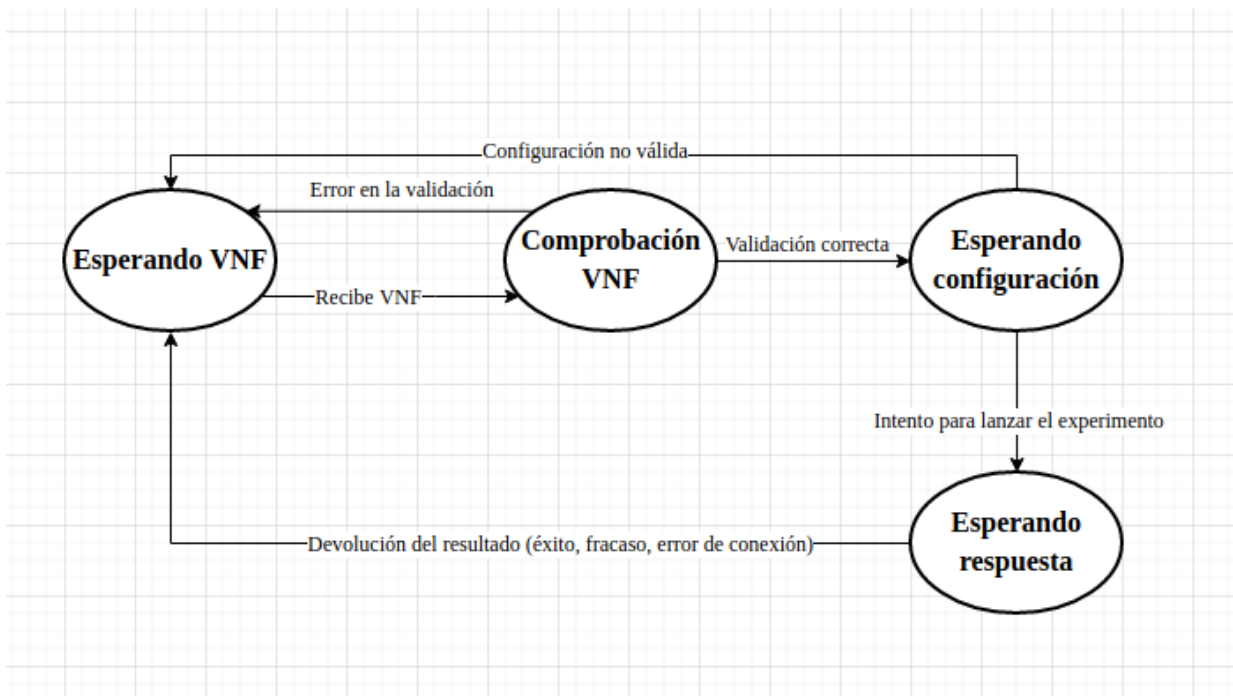 Configuración no válida
Error en la validación
Esperando VNF
Comprobación
VNF
Validación correcta
Esperando
configuración
Recibe VNF
Intento para lanzar el experimento
Esperando
respuesta
Devolución del resultado (éxito, fracaso, error de conexión)